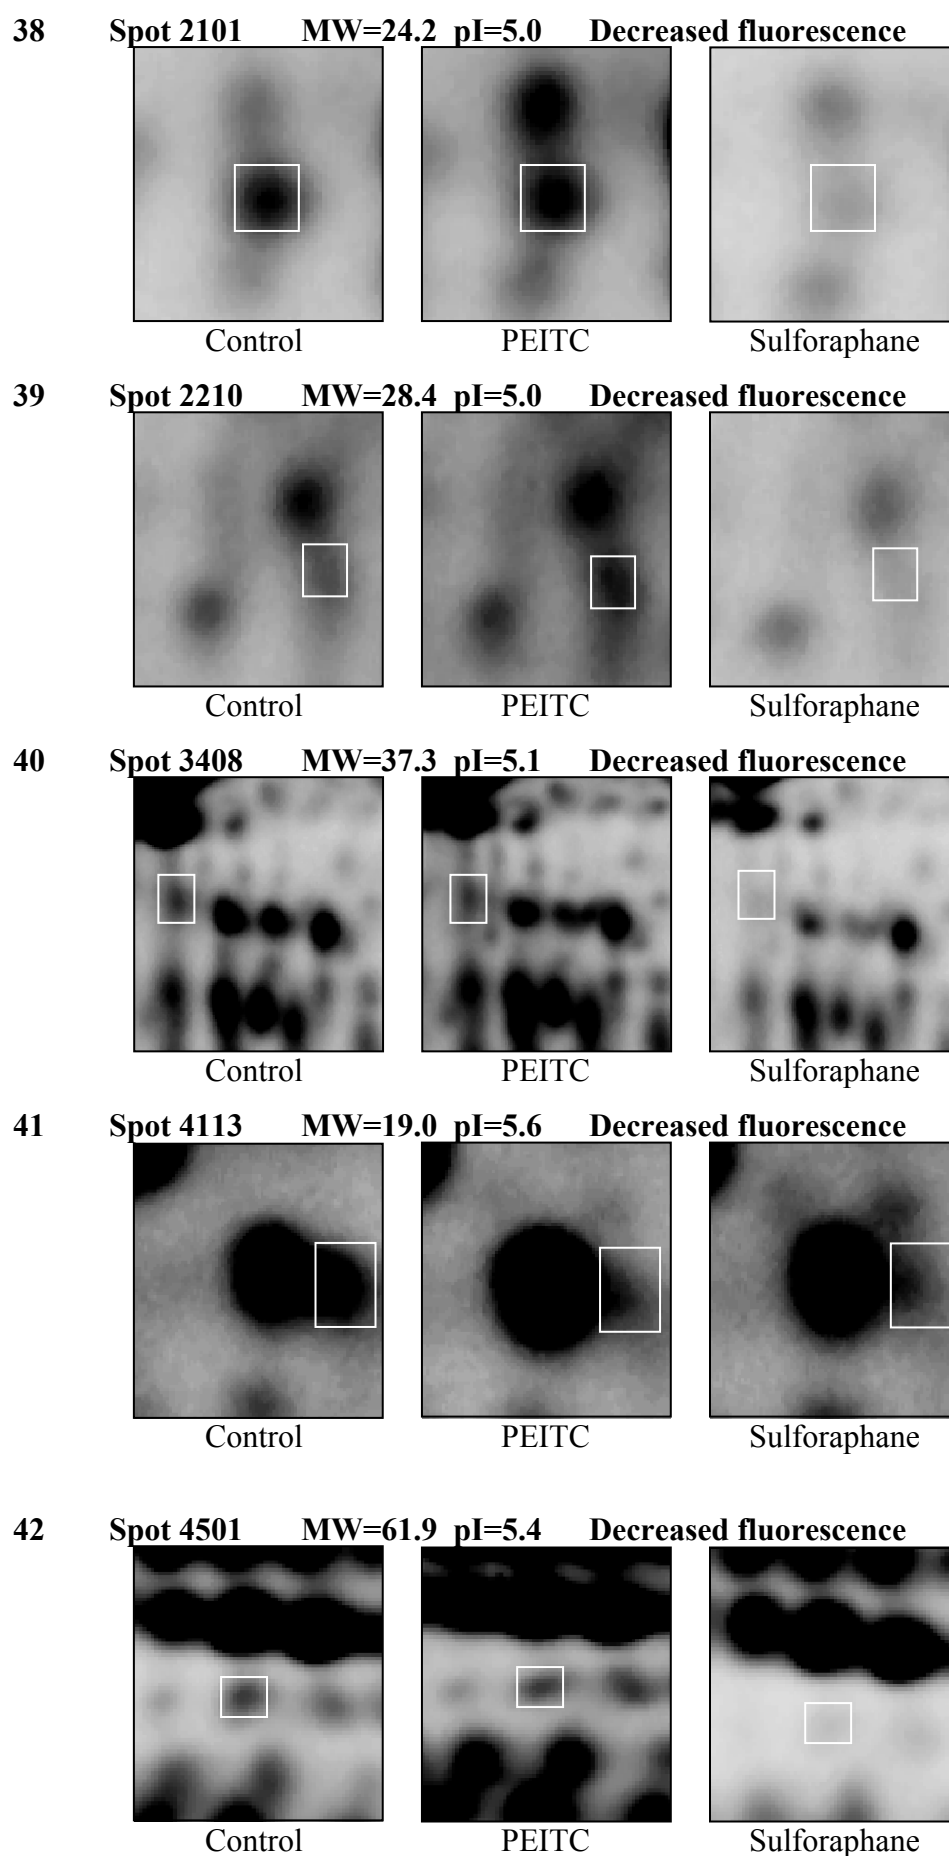 38 Spot 2101 MW=24.2 pI=5.0 Decreased fluorescence
Control PEITC Sulforaphane
39 Spot 2210 MW=28.4 pI=5.0 Decreased fluorescence
Control PEITC Sulforaphane
40 Spot 3408 MW=37.3 pI=5.1 Decreased fluorescence
Control PEITC Sulforaphane
41 Spot 4113 MW=19.0 pI=5.6 Decreased fluorescence
Control PEITC Sulforaphane
42 Spot 4501 MW=61.9 pI=5.4 Decreased fluorescence
Control PEITC Sulforaphane